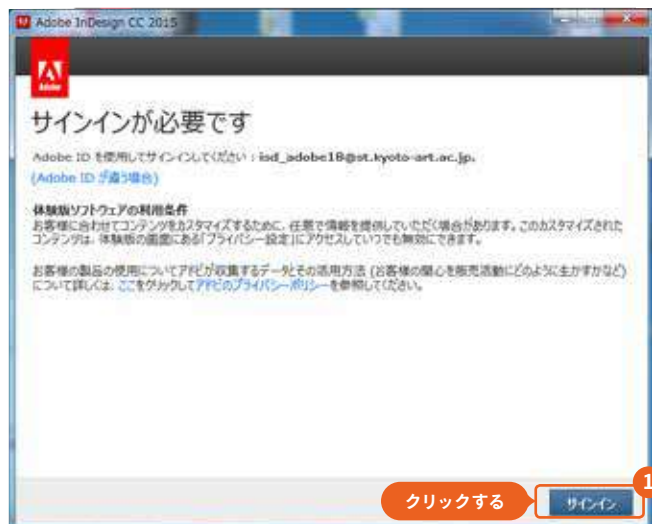 Adobe InDesign CC 2015
Adobe
サインインが必要です
Adobe ID を使用してサインインしてください : isd_adobe18@st.kyoto-art.ac.jp。
(Adobe ID が違う場合)
体験版ソフトウェアの利用条件
お客様に合わせてコンテンツをカスタマイズするために、任意で情報を提供していただく場合があります。このカスタマイズされた
コンテンツは、体験版の画面にある「プライバシー設定」にアクセスしていつでも無効にできます。
お客様の製品の使用についてアドビが収集するデータとその活用方法 (お客様の関心を販売活動にどのように生かすかなど)
について詳しくは、ここをクリックしてアドビのプライバシーポリシーを参照してください。
1
クリックする
サインイン